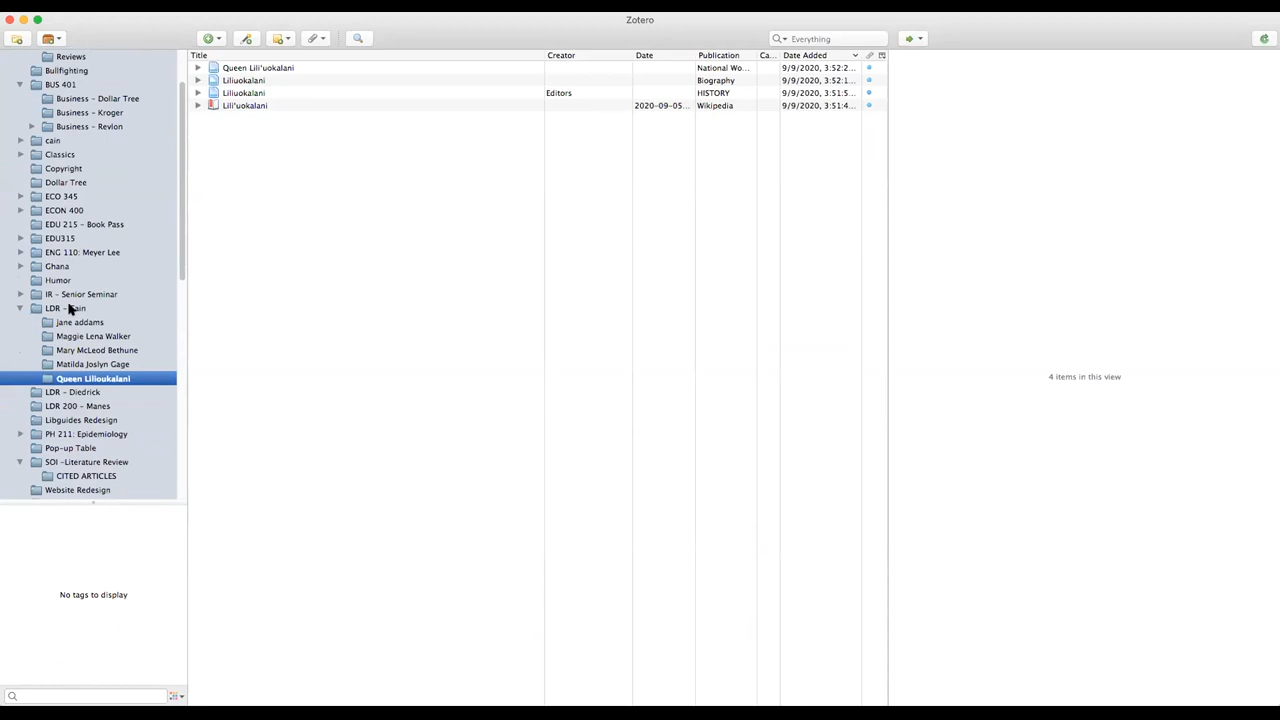 Zotero
Everything
Reviews
Bullfighting
BUS 401
Business - Dollar Tree
Business - Kroger
Business - Revlon
cain
Classics
Copyright
Dollar Tree
ECO 345
ECON 400
EDU 215 - Book Pass
EDU315
ENG 110: Meyer Lee
Ghana
Humor
IR - Senior Seminar
LDR -
Jane addams
Maggie Lena Walker
Mary McLeod Bethune
Matilda Joslyn Gage
Queen Lilioukalani
LDR - Diedrick
LDR 200 - Manes
Libguides Redesign
PH 211: Epidemiology
Pop-up Table
SOI -Literature Review
CITED ARTICLES
Website Redesign
No tags to display
Title Creator Date Publication Ca... Date Added
Queen Lili'uokalani National Wo... 9/9/2020, 3:52:2...
Liliuokalani Biography 9/9/2020, 3:52:1...
Liliuokalani Editors HISTORY 9/9/2020, 3:51:5...
Lili'uokalani 2020-09-05... Wikipedia 9/9/2020, 3:51:4...
4 items in this view